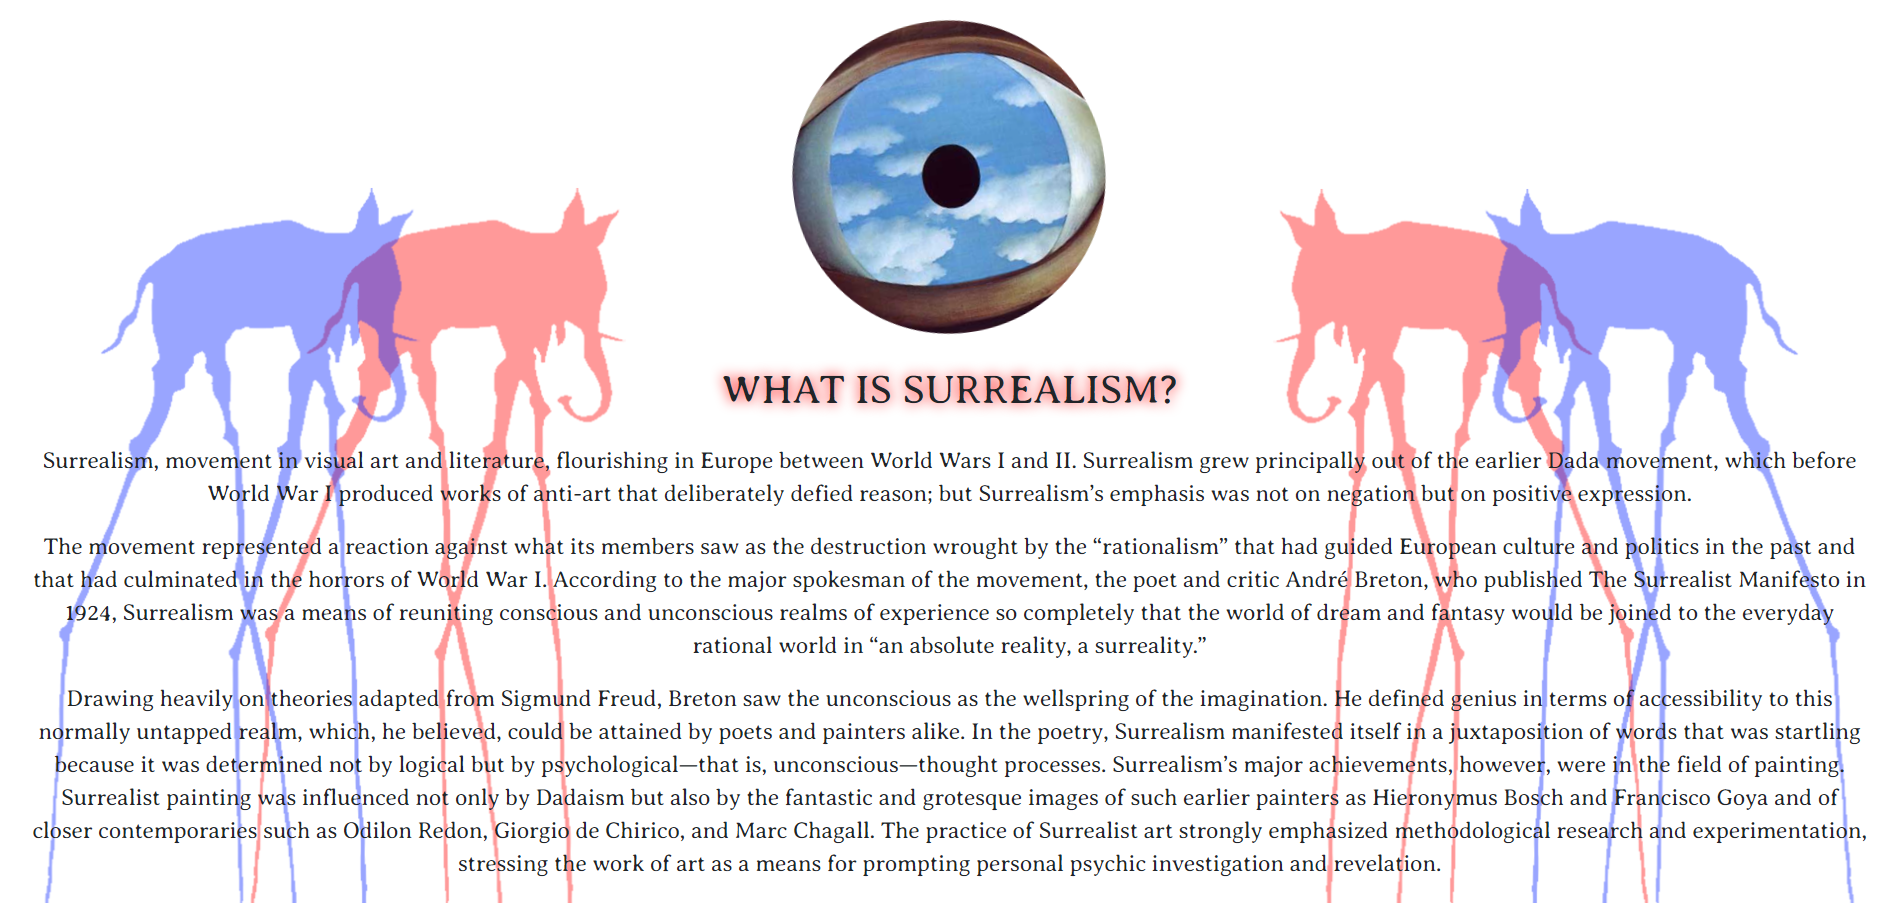 WHAT IS SURREALISM?
Surrealism, movement in visual art and literature, flourishing in Europe between World Wars I and II. Surrealism grew principally out of the earlier Dada movement, which before
World War I produced works of anti-art that deliberately defied reason; but Surrealism’s emphasis was not on negation but on positive expression.
The movement represented a reaction against what its members saw as the destruction wrought by the “rationalism” that had guided European culture and politics in the past and
that had culminated in the horrors of World War I. According to the major spokesman of the movement, the poet and critic André Breton, who published The Surrealist Manifesto in
1924, Surrealism was a means of reuniting conscious and unconscious realms of experience so completely that the world of dream and fantasy would be joined to the everyday
rational world in “an absolute reality, a surreality.”
Drawing heavily on theories adapted from Sigmund Freud, Breton saw the unconscious as the wellspring of the imagination. He defined genius in terms of accessibility to this
normally untapped realm, which, he believed, could be attained by poets and painters alike. In the poetry, Surrealism manifested itself in a juxtaposition of words that was startling
because it was determined not by logical but by psychological—that is, unconscious—thought processes. Surrealism’s major achievements, however, were in the field of painting.
Surrealist painting was influenced not only by Dadaism but also by the fantastic and grotesque images of such earlier painters as Hieronymus Bosch and Francisco Goya and of
closer contemporaries such as Odilon Redon, Giorgio de Chirico, and Marc Chagall. The practice of Surrealist art strongly emphasized methodological research and experimentation,
stressing the work of art as a means for prompting personal psychic investigation and revelation.